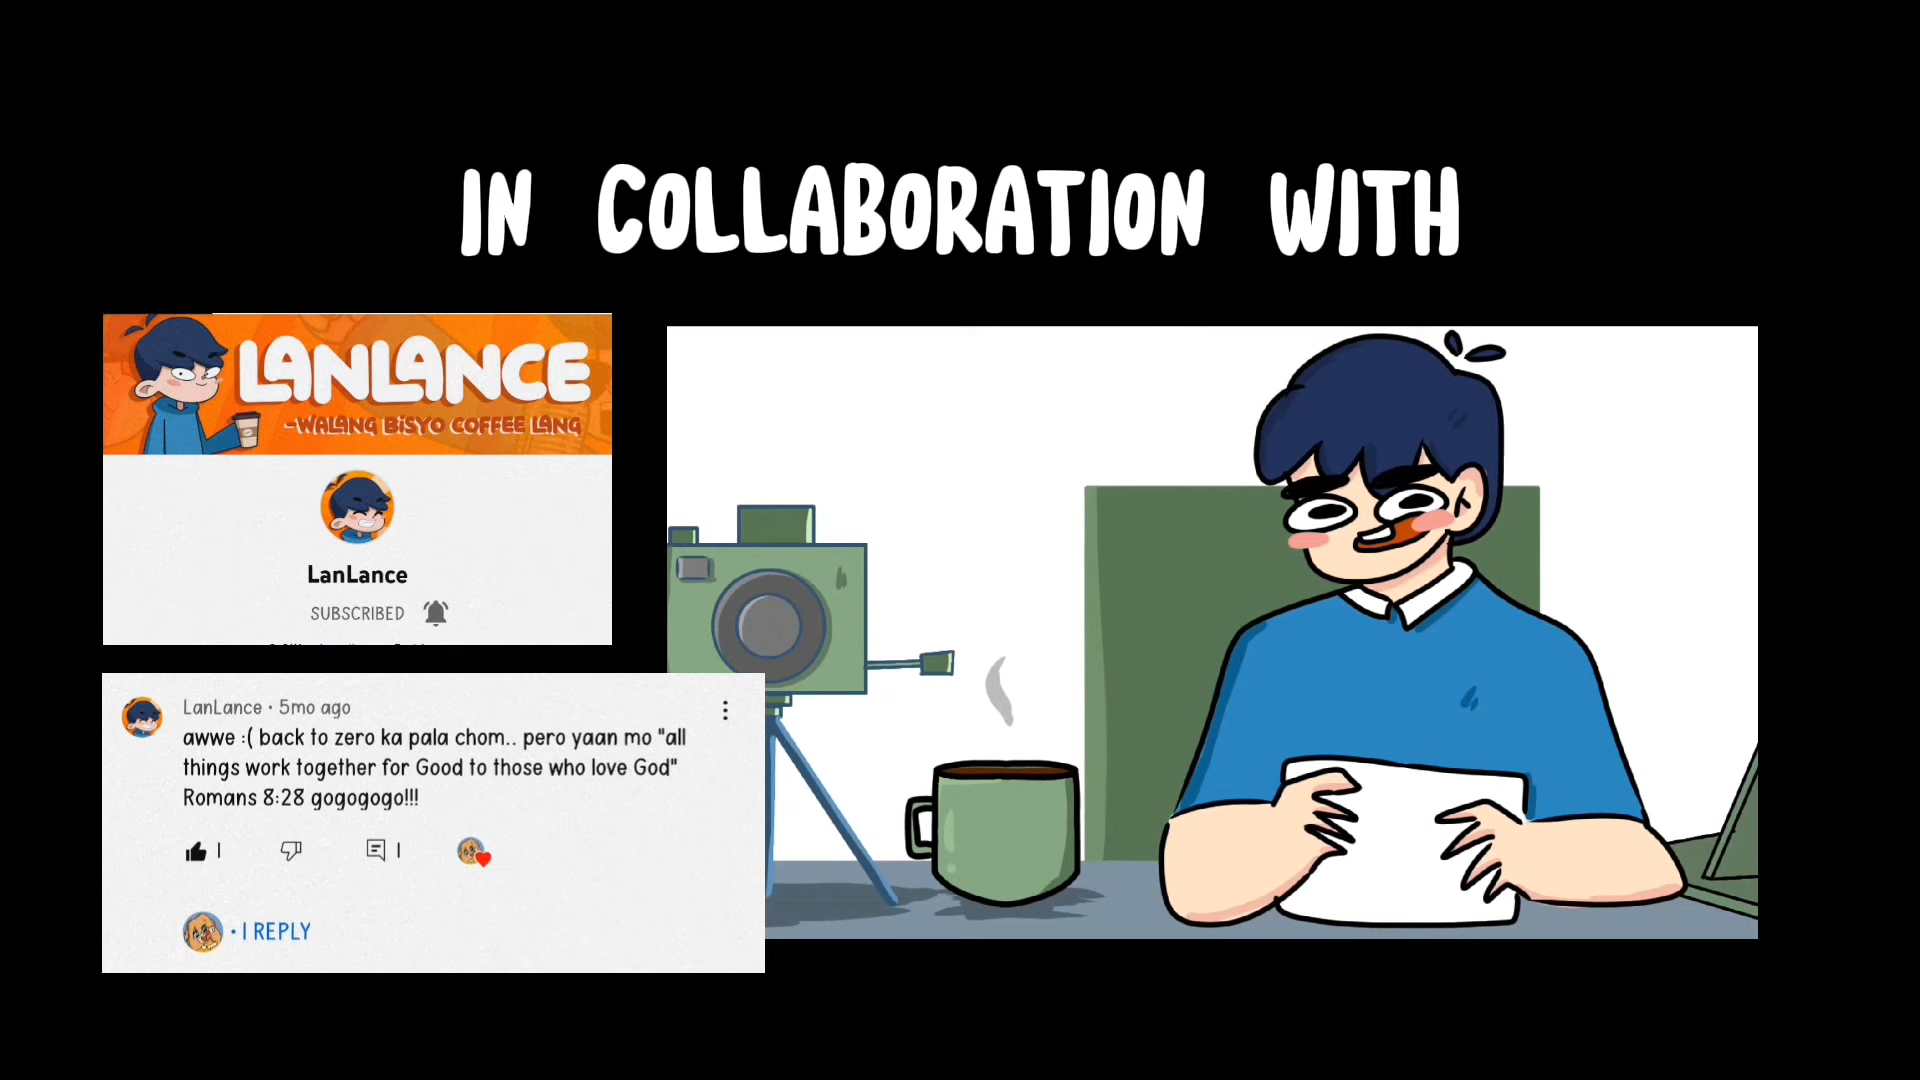 IN COLLABORATION WITH
LANLANCE
-WALANG BISYO COFFEE LANG
LanLance
SUBSCRIBED
LanLance · 5mo ago
awwe :( back to zero ka pala chom.. pero yaan mo "all
things work together for Good to those who love God"
Romans 8:28 gogogogo!!!
1
1
· 1 REPLY